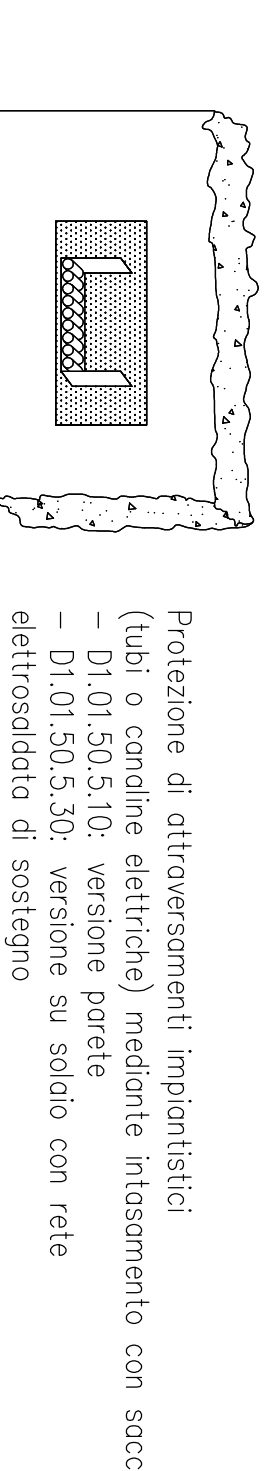 Protezione di attraversamenti impiantistici
(tubi o canaline elettriche) mediante intasamento con sacc
- D1.01.50.5.10: versione parete
- D1.01.50.5.30: versione su solaio con rete
elettrosaldata di sostegno